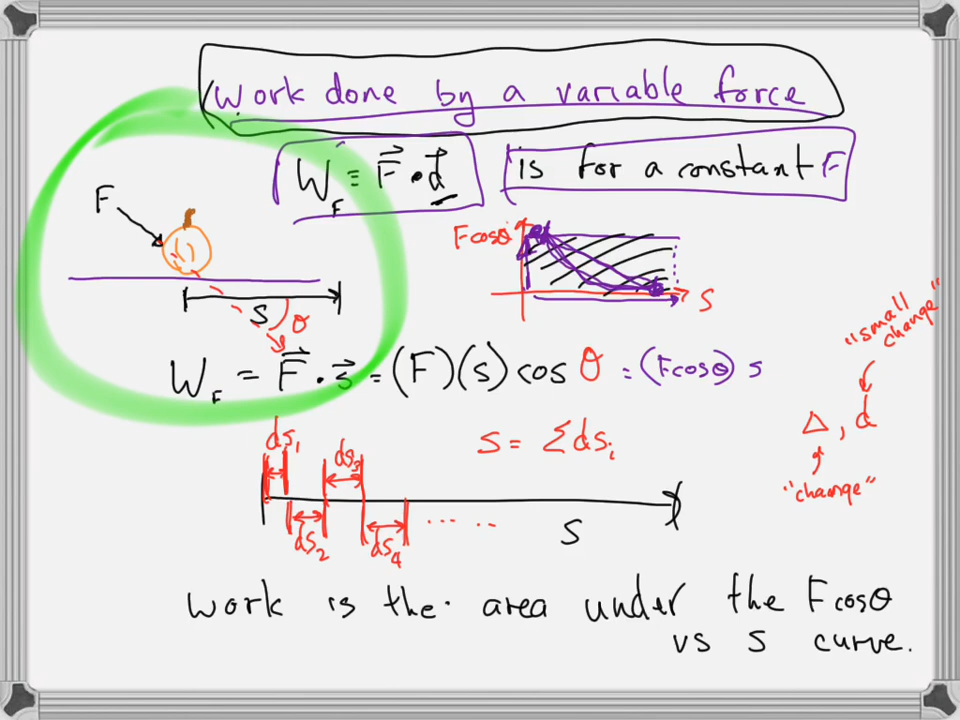 Work done by a variable force
W_F = F⃗ • d⃗ is for a constant F
F
Fcosθ
S
S
θ
"small change"
W_F = F⃗ · s⃗ = (F)(s) cos θ = (Fcosθ) s
Δ, d
"change"
s = Σ ds_i
ds₁
ds₃
ds₂
ds₄
.... ..
S
Work is the area under the Fcosθ
vs s curve.